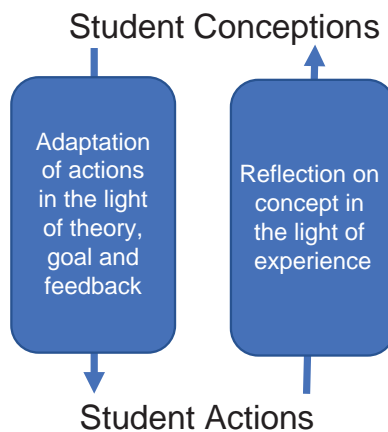 Student Conceptions
Adaptation
of actions
in the light
of theory,
goal and
feedback
Reflection on
concept in
the light of
experience
Student Actions